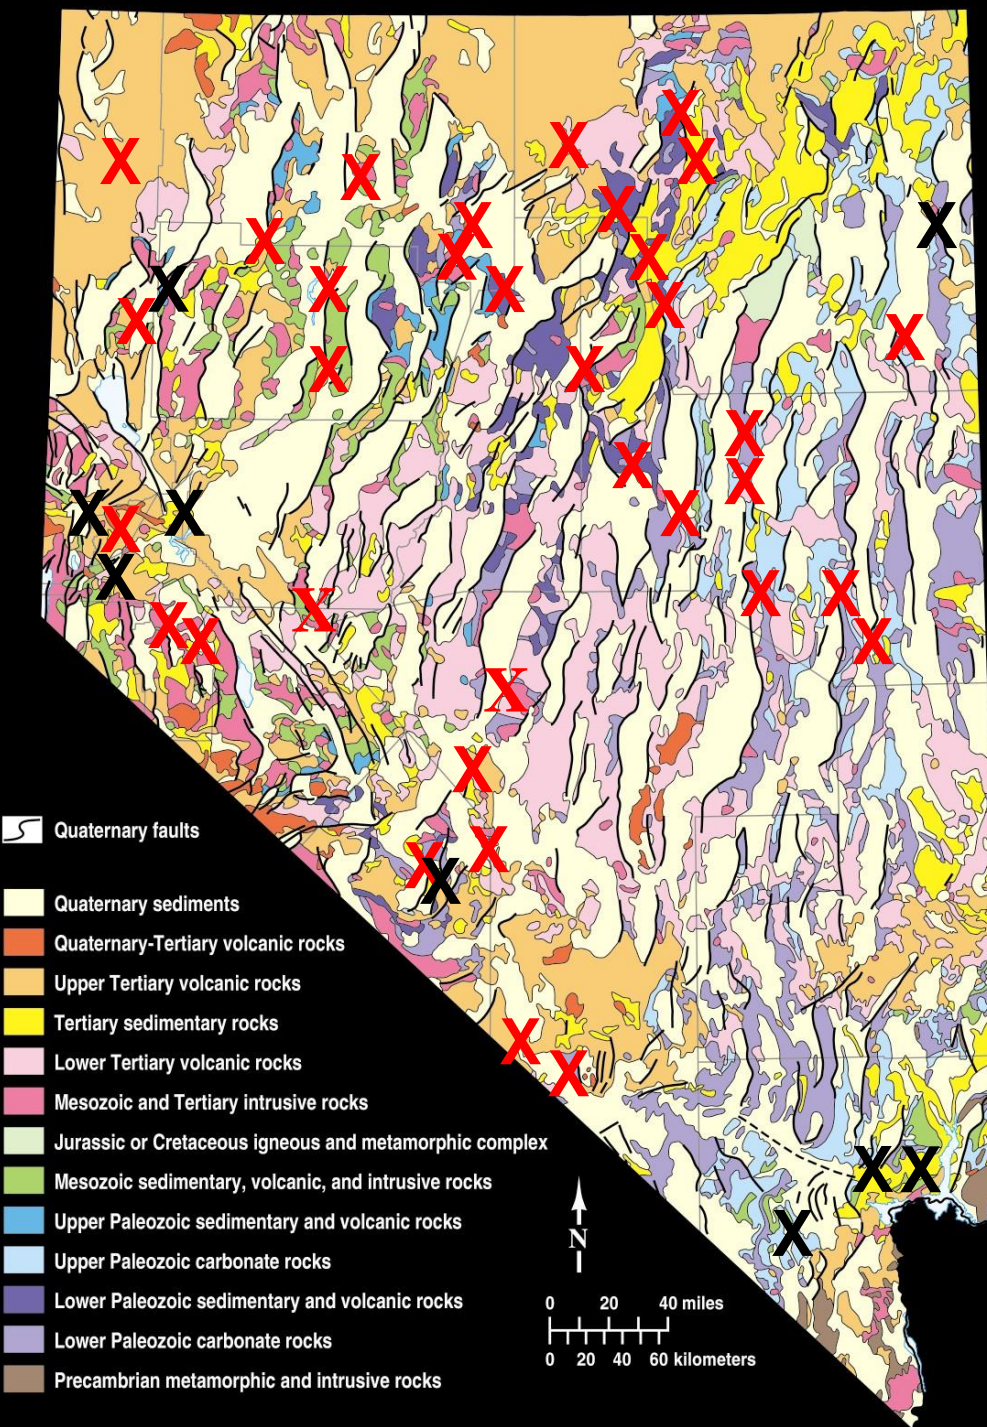 X X
X X
X X
X X
X X
X
X X X
X
X X X
X X
X X
X
X
X X
X
X X X
X
X
X X X
X X X
X
X
X
X
X
X
X
X
Quaternary faults
Quaternary sediments
Quaternary-Tertiary volcanic rocks
Upper Tertiary volcanic rocks
Tertiary sedimentary rocks
Lower Tertiary volcanic rocks
Mesozoic and Tertiary intrusive rocks
Jurassic or Cretaceous igneous and metamorphic complex
Mesozoic sedimentary, volcanic, and intrusive rocks
Upper Paleozoic sedimentary and volcanic rocks
Upper Paleozoic carbonate rocks
Lower Paleozoic sedimentary and volcanic rocks
Lower Paleozoic carbonate rocks
Precambrian metamorphic and intrusive rocks
X X
X
N
0 20 40 miles
0 20 40 60 kilometers